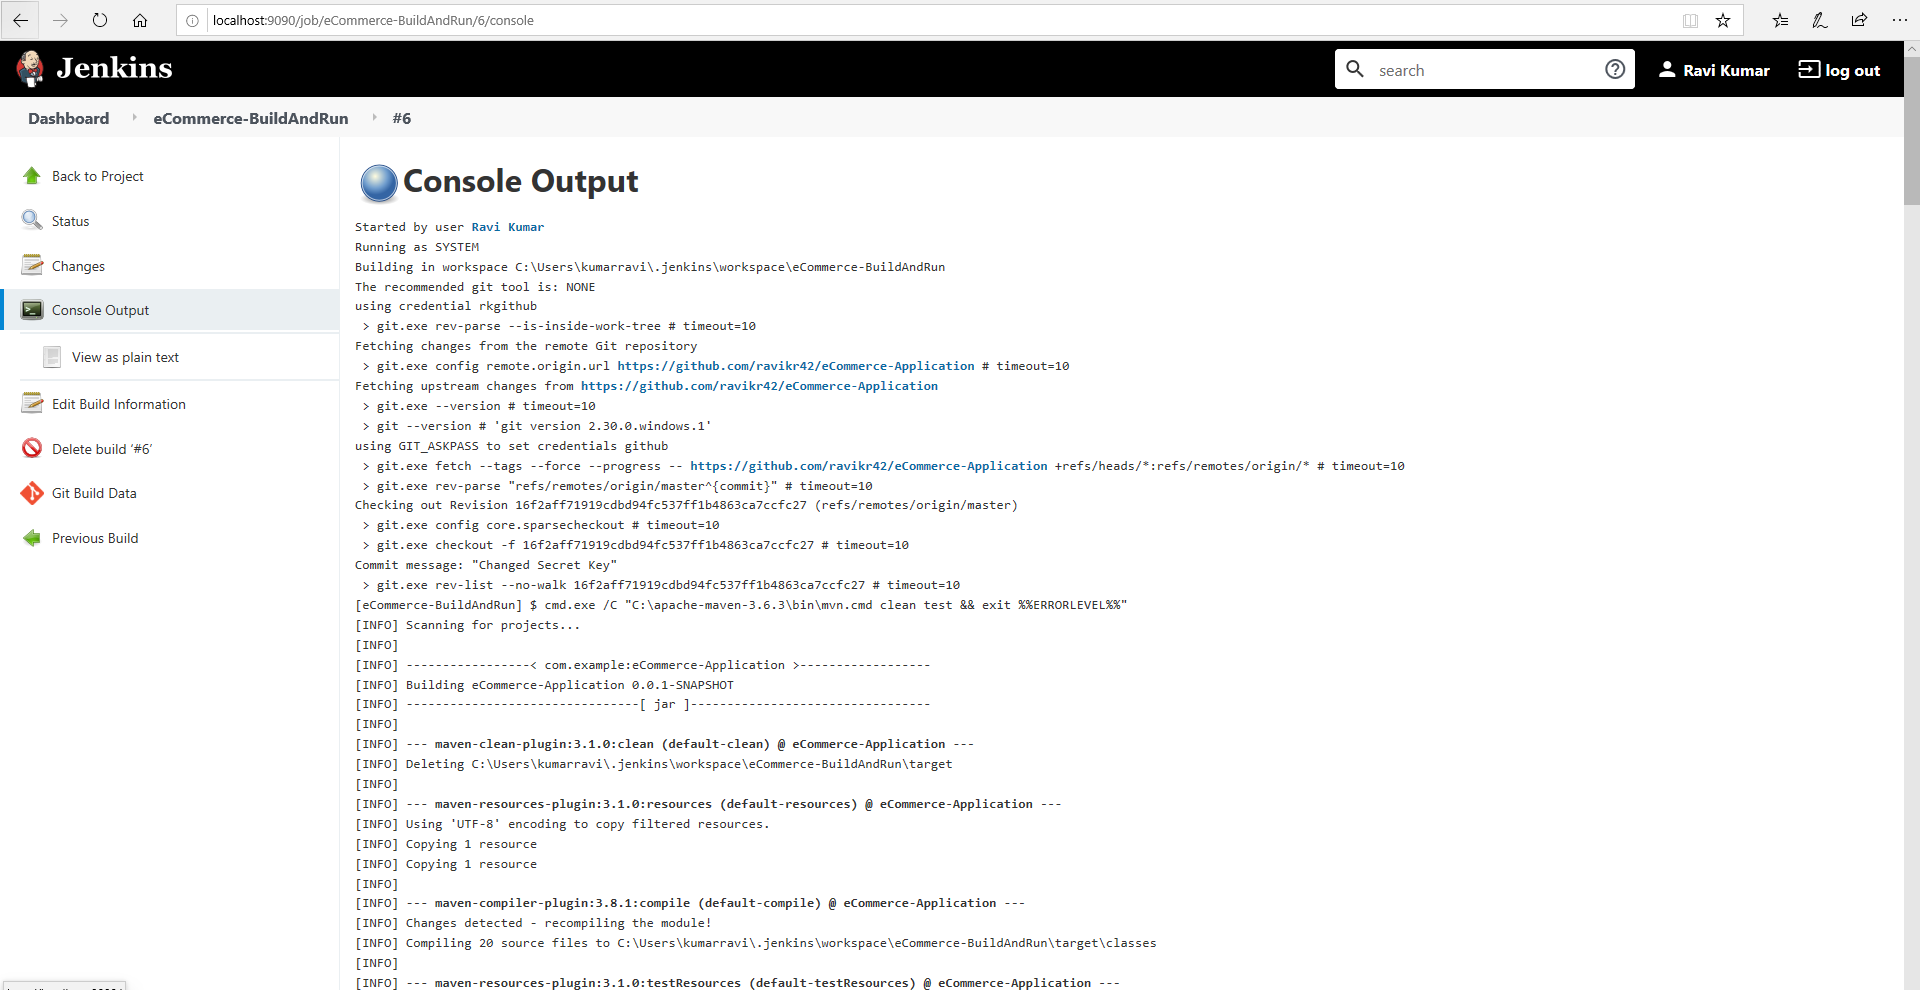 localhost:9090/job/eCommerce-BuildAndRun/6/console
Jenkins
search
Ravi Kumar
log out
Dashboard
eCommerce-BuildAndRun
#6
Back to Project
Status
Changes
Console Output
View as plain text
Edit Build Information
Delete build ‘#6’
Git Build Data
Previous Build
Console Output
Started by user Ravi Kumar
Running as SYSTEM
Building in workspace C:\Users\kumarravi\.jenkins\workspace\eCommerce-BuildAndRun
The recommended git tool is: NONE
using credential rkgithub
> git.exe rev-parse --is-inside-work-tree # timeout=10
Fetching changes from the remote Git repository
> git.exe config remote.origin.url https://github.com/ravikr42/eCommerce-Application # timeout=10
Fetching upstream changes from https://github.com/ravikr42/eCommerce-Application
> git.exe --version # timeout=10
> git --version # 'git version 2.30.0.windows.1'
using GIT_ASKPASS to set credentials github
> git.exe fetch --tags --force --progress -- https://github.com/ravikr42/eCommerce-Application +refs/heads/*:refs/remotes/origin/* # timeout=10
> git.exe rev-parse "refs/remotes/origin/master^{commit}" # timeout=10
Checking out Revision 16f2aff71919cdbd94fc537ff1b4863ca7ccfc27 (refs/remotes/origin/master)
> git.exe config core.sparsecheckout # timeout=10
> git.exe checkout -f 16f2aff71919cdbd94fc537ff1b4863ca7ccfc27 # timeout=10
Commit message: "Changed Secret Key"
> git.exe rev-list --no-walk 16f2aff71919cdbd94fc537ff1b4863ca7ccfc27 # timeout=10
[eCommerce-BuildAndRun] $ cmd.exe /C "C:\apache-maven-3.6.3\bin\mvn.cmd clean test && exit %%ERRORLEVEL%%"
[INFO] Scanning for projects...
[INFO]
[INFO] -----------------< com.example:eCommerce-Application >------------------
[INFO] Building eCommerce-Application 0.0.1-SNAPSHOT
[INFO] --------------------------------[ jar ]---------------------------------
[INFO]
[INFO] --- maven-clean-plugin:3.1.0:clean (default-clean) @ eCommerce-Application ---
[INFO] Deleting C:\Users\kumarravi\.jenkins\workspace\eCommerce-BuildAndRun\target
[INFO]
[INFO] --- maven-resources-plugin:3.1.0:resources (default-resources) @ eCommerce-Application ---
[INFO] Using 'UTF-8' encoding to copy filtered resources.
[INFO] Copying 1 resource
[INFO] Copying 1 resource
[INFO]
[INFO] --- maven-compiler-plugin:3.8.1:compile (default-compile) @ eCommerce-Application ---
[INFO] Changes detected - recompiling the module!
[INFO] Compiling 20 source files to C:\Users\kumarravi\.jenkins\workspace\eCommerce-BuildAndRun\target\classes
[INFO]
[INFO] --- maven-resources-plugin:3.1.0:testResources (default-testResources) @ eCommerce-Application ---